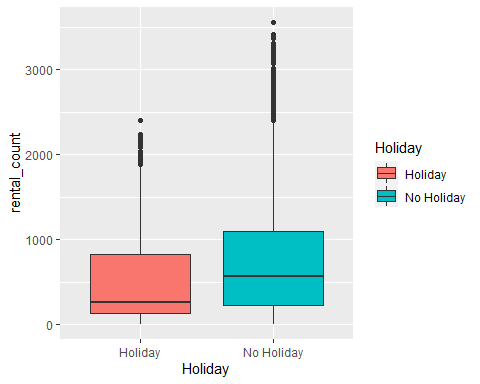 rental_count
3000
2000
1000
0
Holiday
No Holiday
Holiday
Holiday
Holiday
No Holiday